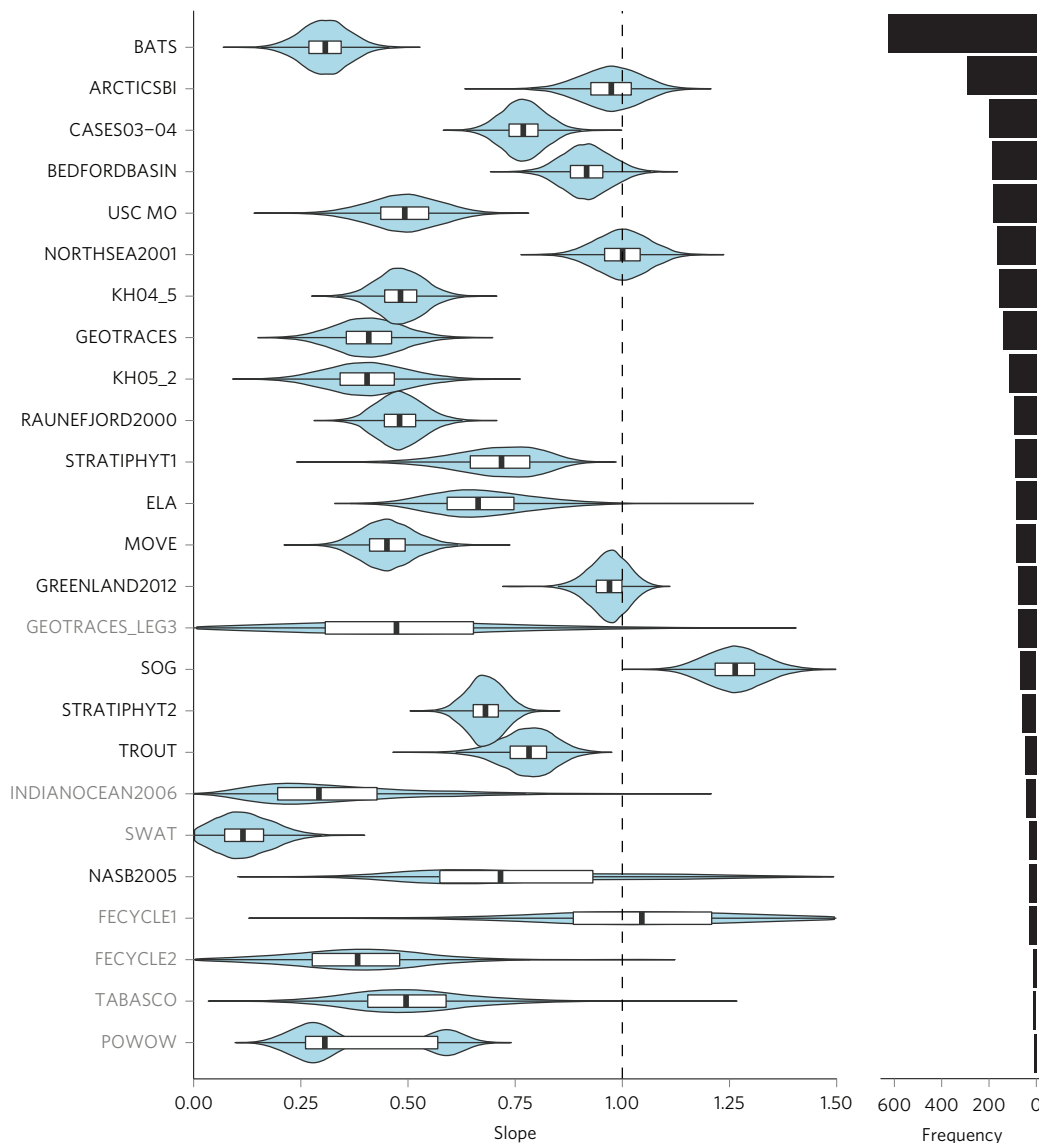 BATS
ARCTICSBI
CASES03–04
BEDFORDBASIN
USC MO
NORTHSEA2001
KH04_5
GEOTRACES
KH05_2
RAUNEFJORD2000
STRATIPHYT1
ELA
MOVE
GREENLAND2012
GEOTRACES_LEG3
SOG
STRATIPHYT2
TROUT
INDIANOCEAN2006
SWAT
NASB2005
FECYCLE1
FECYCLE2
TABASCO
POWOW
0.00 0.25 0.50 0.75 1.00 1.25 1.50 600 400 200 0
Slope Frequency